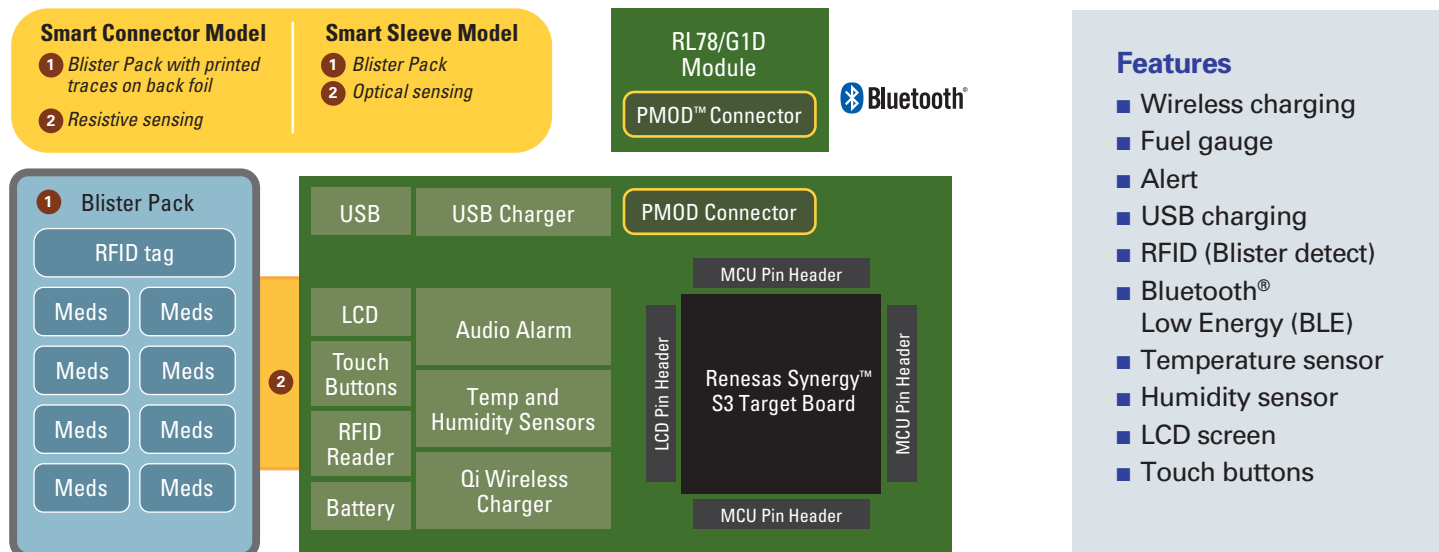 Smart Connector Model
1 Blister Pack with printed
traces on back foil
2 Resistive sensing
Smart Sleeve Model
1 Blister Pack
2 Optical sensing
RL78/G1D
Module
PMOD™ Connector
Bluetooth®
1 Blister Pack
RFID tag
Meds Meds
Meds Meds
Meds Meds
Meds Meds
2
USB
USB Charger
PMOD Connector
LCD
Touch
Buttons
RFID
Reader
Battery
Audio Alarm
Temp and
Humidity Sensors
Qi Wireless
Charger
MCU Pin Header
LCD Pin Header
Renesas Synergy™
S3 Target Board
MCU Pin Header
MCU Pin Header
Features
■ Wireless charging
■ Fuel gauge
■ Alert
■ USB charging
■ RFID (Blister detect)
■ Bluetooth®
Low Energy (BLE)
■ Temperature sensor
■ Humidity sensor
■ LCD screen
■ Touch buttons